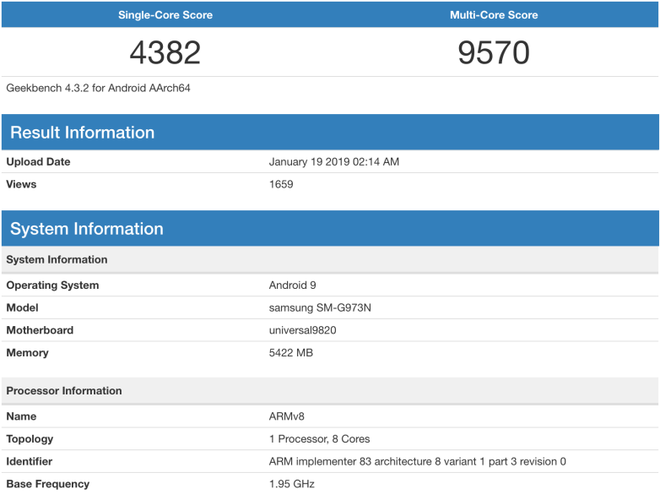 Single-Core Score Multi-Core Score
4382 9570
Geekbench 4.3.2 for Android AArch64
Result Information
Upload Date January 19 2019 02:14 AM
Views 1659
System Information
System Information
Operating System Android 9
Model samsung SM-G973N
Motherboard universal9820
Memory 5422 MB
Processor Information
Name ARMv8
Topology 1 Processor, 8 Cores
Identifier ARM implementer 83 architecture 8 variant 1 part 3 revision 0
Base Frequency 1.95 GHz